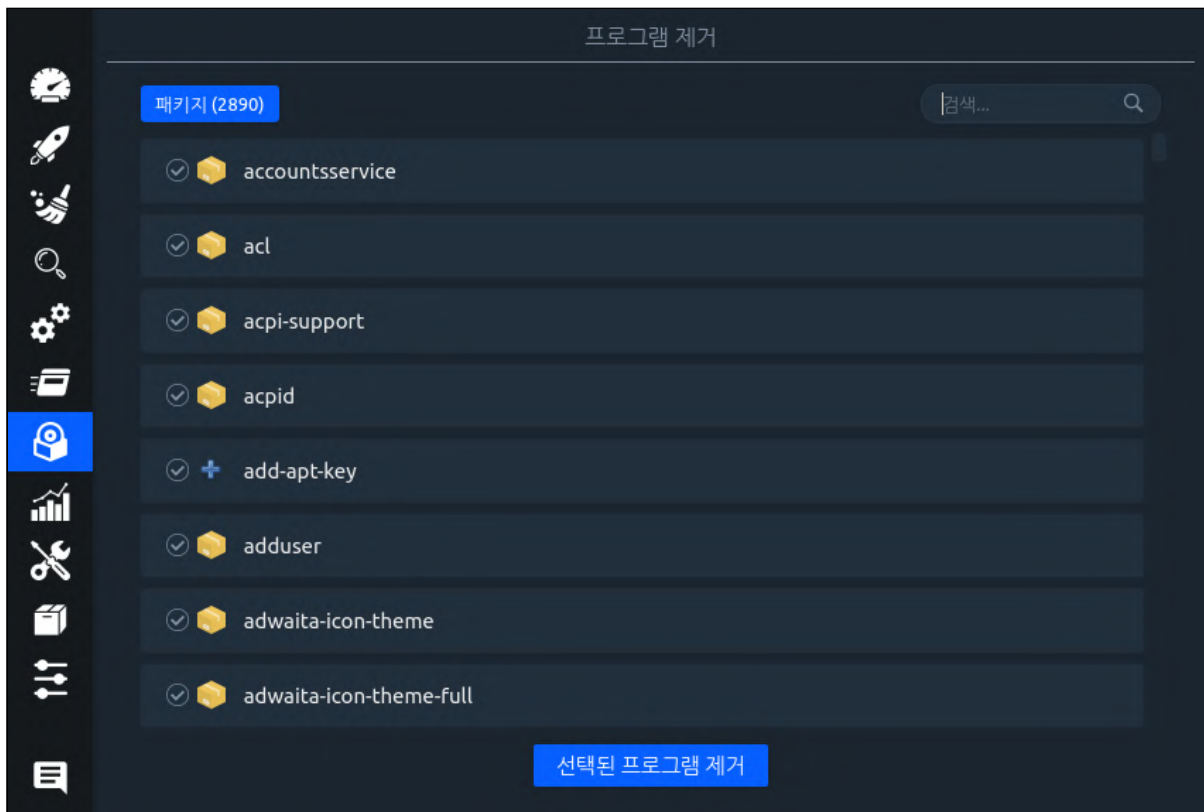 프로그램 제거
패키지 (2890)
검색...
accountsservice
acl
acpi-support
acpid
add-apt-key
adduser
adwaita-icon-theme
adwaita-icon-theme-full
선택된 프로그램 제거